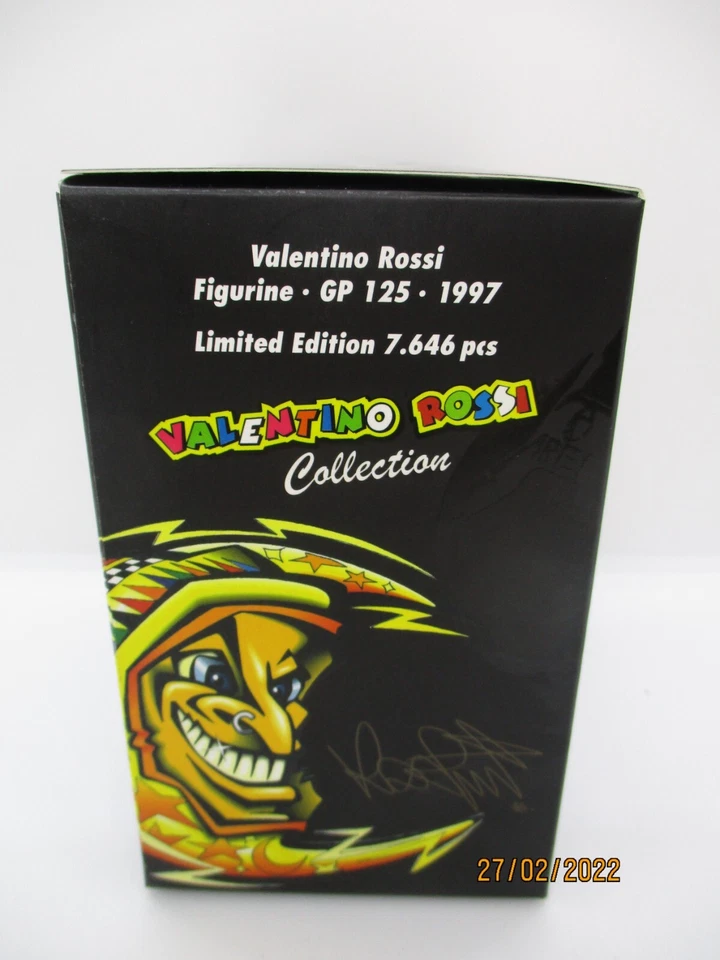 Valentino Rossi
Figurine · GP 125 · 1997
Limited Edition 7.646 pcs
VALENTINO ROSSI
Collection
27/02/2022